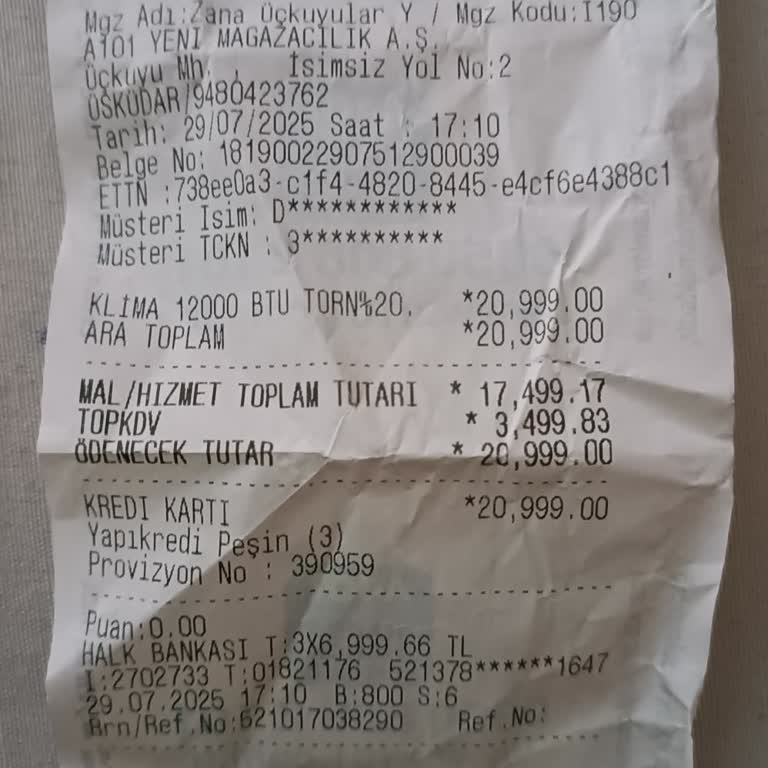 Mgz Adı:Zana Üçkuyular Y / Mgz Kodu:I190
A101 YENİ MAĞAZACILIK A.Ş.
Üçkuyu Mh. , İsimsiz Yol No:2
ÜSKÜDAR/9480423762
Tarih: 29/07/2025 Saat : 17:10
Belge No: 18190022907512900039
ETTN :738ee0a3-c1f4-4820-8445-e4cf6e4388c1
Müşteri İsim: D************
Müşteri TCKN : 3**********
KLİMA 12000 BTU TORN%20. *20,999.00
ARA TOPLAM *20,999.00
MAL/HİZMET TOPLAM TUTARI * 17,499.17
TOPKDV * 3,499.83
ÖDENECEK TUTAR * 20,999.00
KREDİ KARTI *20,999.00
Yapıkredi Peşin (3)
Provizyon No : 390959
Puan:0.00
HALK BANKASI T:3X6,999.66 TL
I:2702733 T:01821176 521378******1647
29.07.2025 17:10 B:800 S:6
Brn/Ref.No:521017038290 Ref.No: